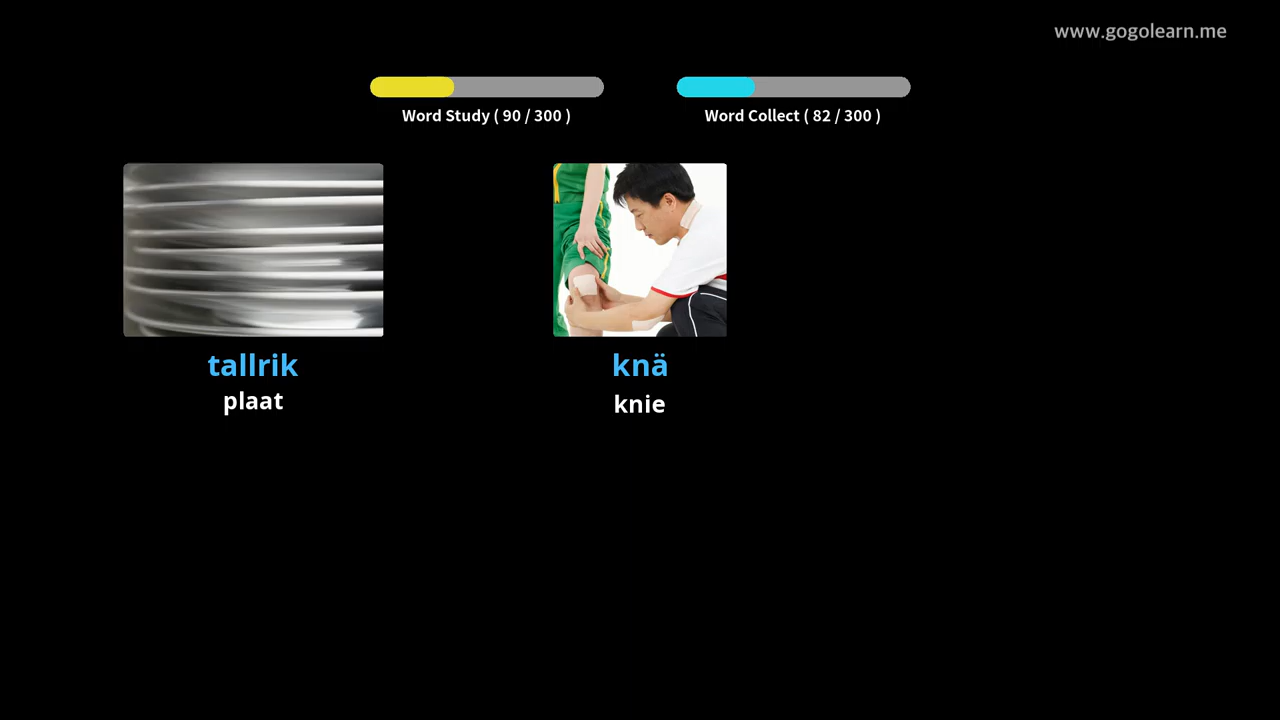 www.gogolearn.me
Word Study ( 90 / 300 )
Word Collect ( 82 / 300 )
tallrik
plaat
knä
knie